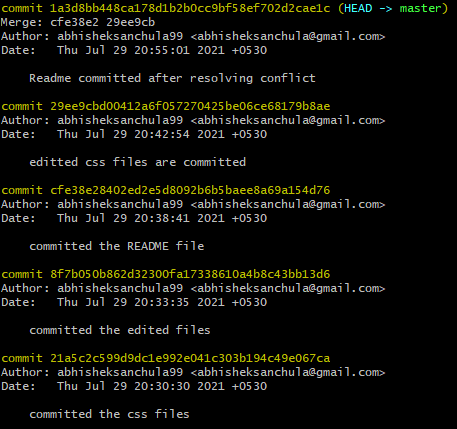 commit 1a3d8bb448ca178d1b2b0cc9bf58ef702d2cae1c (HEAD -> master)
Merge: cfe38e2 29ee9cb
Author: abhisheksanchula99 <abhisheksanchula@gmail.com>
Date:   Thu Jul 29 20:55:01 2021 +0530
    Readme committed after resolving conflict
commit 29ee9cbd00412a6f057270425be06ce68179b8ae
Author: abhisheksanchula99 <abhisheksanchula@gmail.com>
Date:   Thu Jul 29 20:42:54 2021 +0530
    editted css files are committed
commit cfe38e28402ed2e5d8092b6b5baee8a69a154d76
Author: abhisheksanchula99 <abhisheksanchula@gmail.com>
Date:   Thu Jul 29 20:38:41 2021 +0530
    committed the README file
commit 8f7b050b862d32300fa17338610a4b8c43bb13d6
Author: abhisheksanchula99 <abhisheksanchula@gmail.com>
Date:   Thu Jul 29 20:33:35 2021 +0530
    committed the edited files
commit 21a5c2c599d9dc1e992e041c303b194c49e067ca
Author: abhisheksanchula99 <abhisheksanchula@gmail.com>
Date:   Thu Jul 29 20:30:30 2021 +0530
    committed the css files